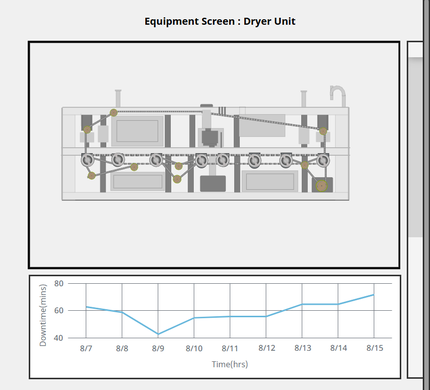 Equipment Screen : Dryer Unit
80
60
40
Downtime(mins)
8/7 8/8 8/9 8/10 8/11 8/12 8/13 8/14 8/15
Time(hrs)